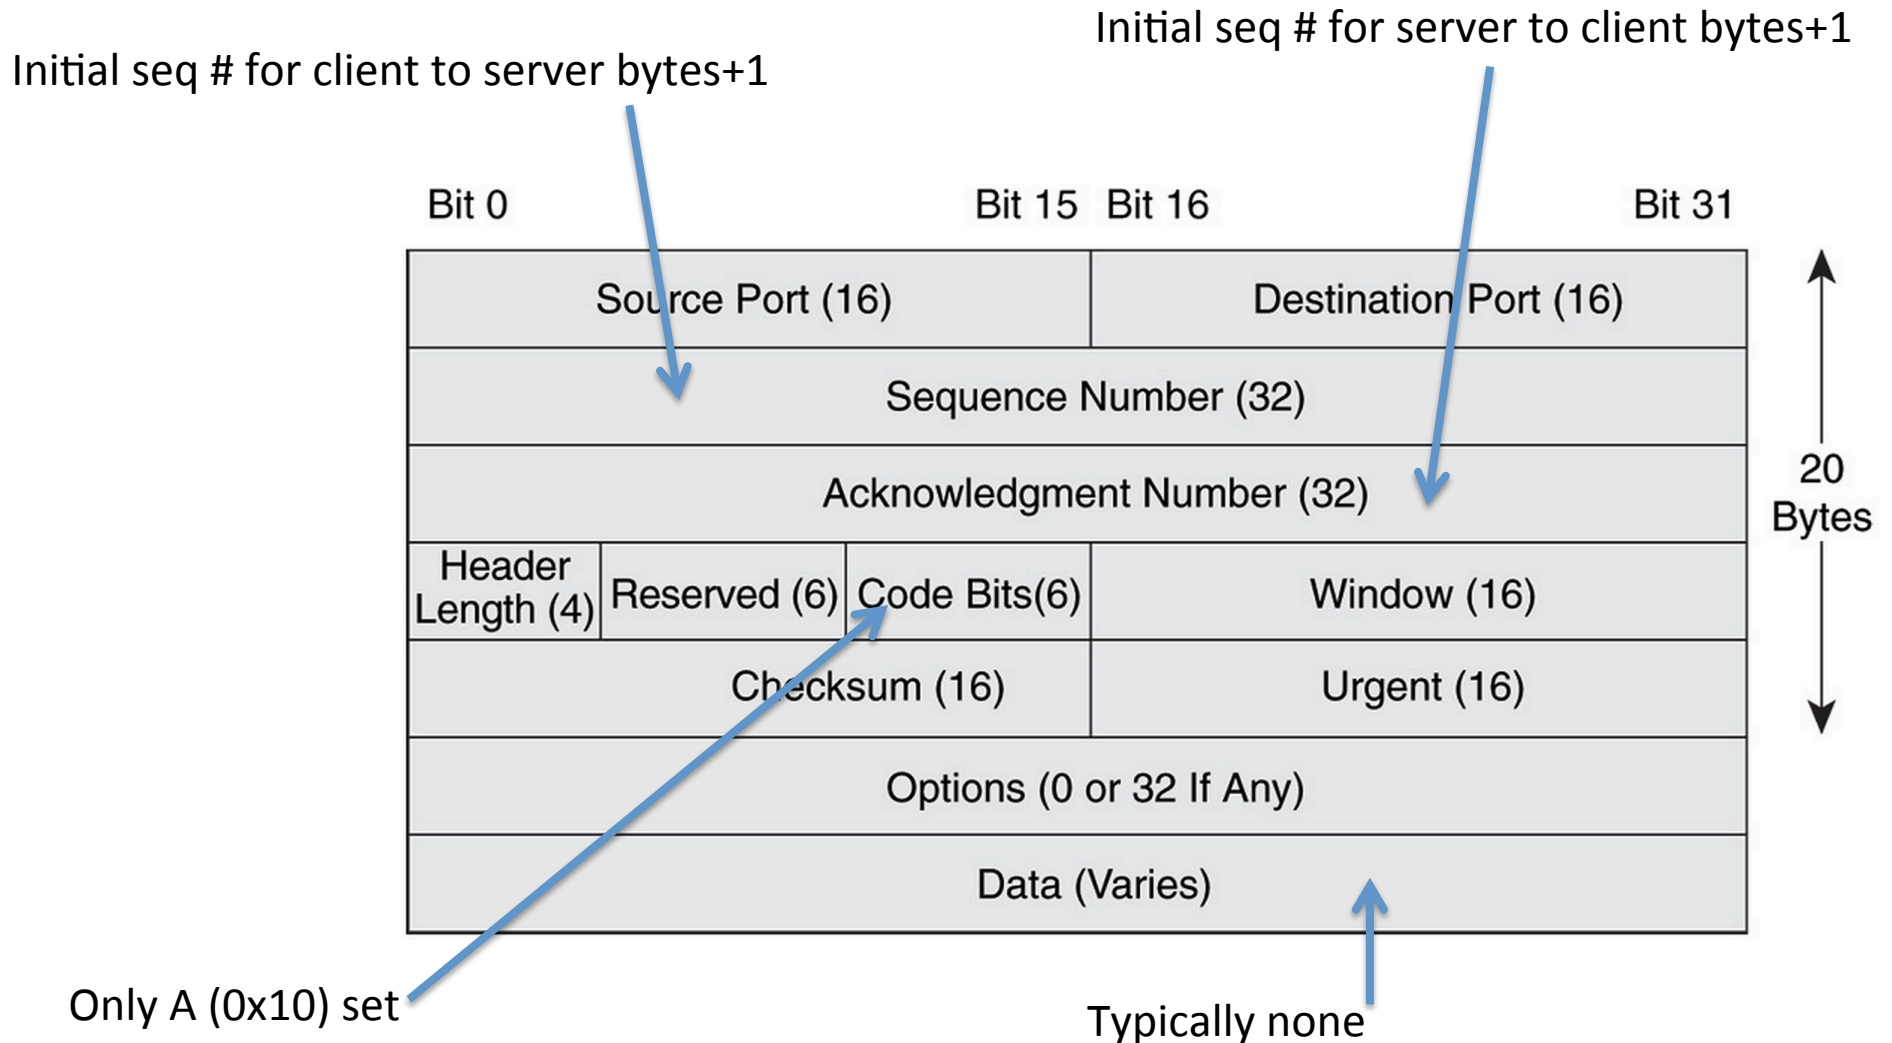 Initial seq # for server to client bytes+1
Initial seq # for client to server bytes+1
Bit 0 Bit 15 Bit 16 Bit 31
Source Port (16) Destination Port (16)
Sequence Number (32)
Acknowledgment Number (32)
20
Bytes
Header
Length (4) Reserved (6) Code Bits(6) Window (16)
Checksum (16) Urgent (16)
Options (0 or 32 If Any)
Data (Varies)
Only A (0x10) set
Typically none